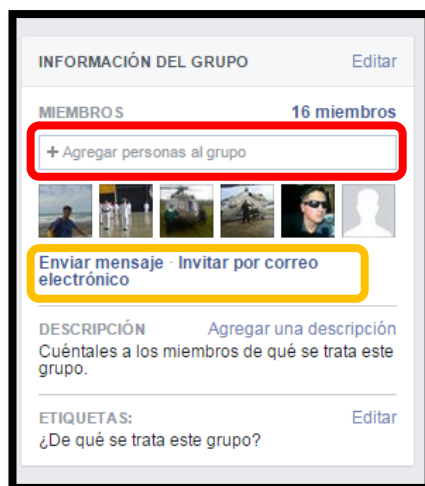 INFORMACIÓN DEL GRUPO Editar
MIEMBROS 16 miembros
+ Agregar personas al grupo
Enviar mensaje · Invitar por correo
electrónico
DESCRIPCIÓN Agregar una descripción
Cuéntales a los miembros de qué se trata este
grupo.
ETIQUETAS: Editar
¿De qué se trata este grupo?